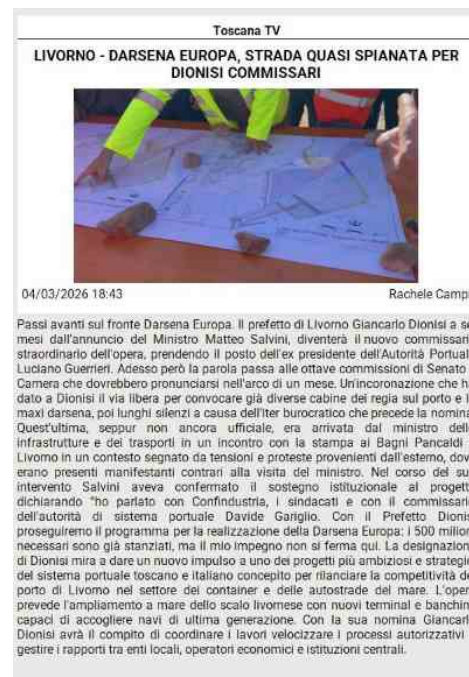 Toscana TV
LIVORNO - DARSENA EUROPA, STRADA QUASI SPIANATA PER
DIONISI COMMISSARI
04/03/2026 18:43 Rachele Camp
Passi avanti sul fronte Darsena Europa. Il prefetto di Livorno Giancarlo Dionisi a se
mesi dall'annuncio del Ministro Matteo Salvini, diventerà il nuovo commissari
straordinario dell'opera, prendendo il posto dell'ex presidente dell'Autorità Portual
Luciano Guerrieri. Adesso però la parola passa alle ottave commissioni di Senato
Camera che dovrebbero pronunciarsi nell'arco di un mese. Un'incoronazione che h
dato a Dionisi il via libera per convocare già diverse cabine dei regia sul porto e l
maxi darsena, poi lunghi silenzi a causa dell'iter burocratico che precede la nomina
Quest'ultima, seppur non ancora ufficiale, era arrivata dal ministro dell
infrastrutture e dei trasporti in un incontro con la stampa ai Bagni Pancaldi
Livorno in un contesto segnato da tensioni e proteste provenienti dall'esterno, dov
erano presenti manifestanti contrari alla visita del ministro. Nel corso del su
intervento Salvini aveva confermato il sostegno istituzionale al progett
dichiarando "ho parlato con Confindustria, i sindacati e con il commissari
dell'autorità di sistema portuale Davide Gariglio. Con il Prefetto Dionis
proseguiremo il programma per la realizzazione della Darsena Europa: i 500 milion
necessari sono già stanziati, ma il mio impegno non si ferma qui. La designazion
di Dionisi mira a dare un nuovo impulso a uno dei progetti più ambiziosi e strategic
del sistema portuale toscano e italiano concepito per rilanciare la competitività de
porto di Livorno nel settore dei container e delle autostrade del mare. L'oper
prevede l'ampliamento a mare dello scalo livornese con nuovi terminal e banchin
capaci di accogliere navi di ultima generazione. Con la sua nomina Giancarl
Dionisi avrà il compito di coordinare i lavori velocizzare i processi autorizzativi
gestire i rapporti tra enti locali, operatori economici e istituzioni centrali.